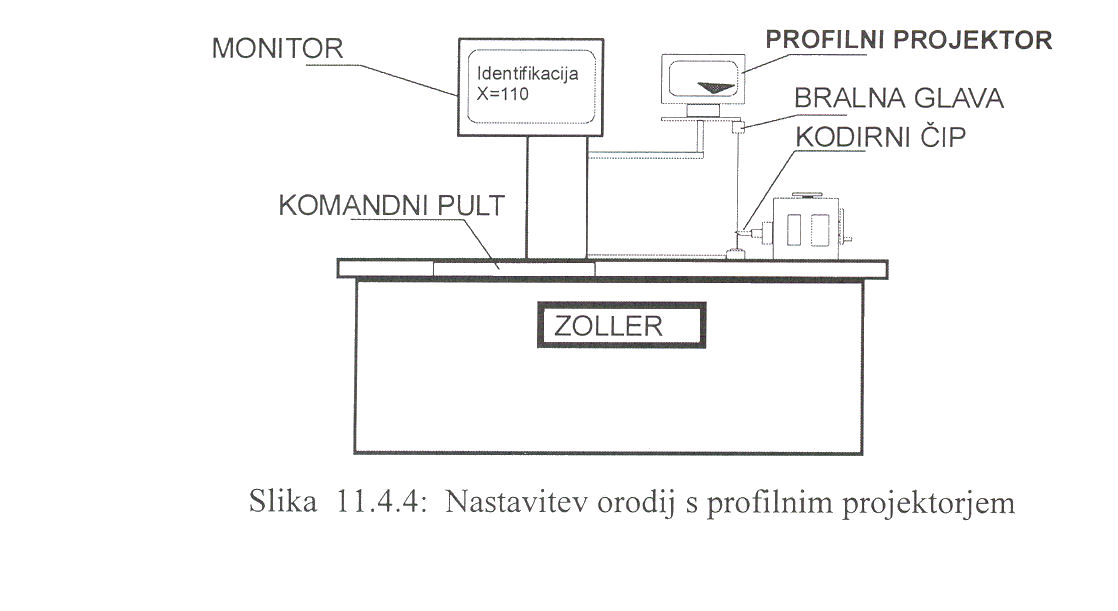 MONITOR
Identifikacija
X=110
PROFILNI PROJEKTOR
BRALNA GLAVA
KODIRNI ČIP
KOMANDNI PULT
ZOLLER
Slika 11.4.4: Nastavitev orodij s profilnim projektorjem